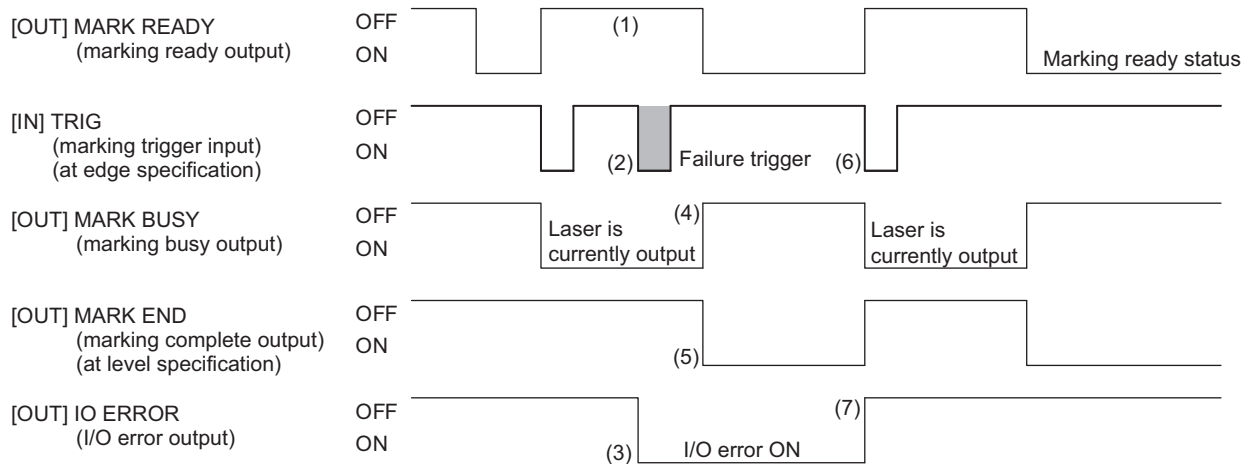 [OUT] MARK READY
(marking ready output)
OFF
ON
(1)
Marking ready status
[IN] TRIG
(marking trigger input)
(at edge specification)
OFF
ON
(2)
Failure trigger
(6)
[OUT] MARK BUSY
(marking busy output)
OFF
ON
Laser is
currently output
(4)
Laser is
currently output
[OUT] MARK END
(marking complete output)
(at level specification)
OFF
ON
(5)
[OUT] IO ERROR
(I/O error output)
OFF
ON
(3)
I/O error ON
(7)